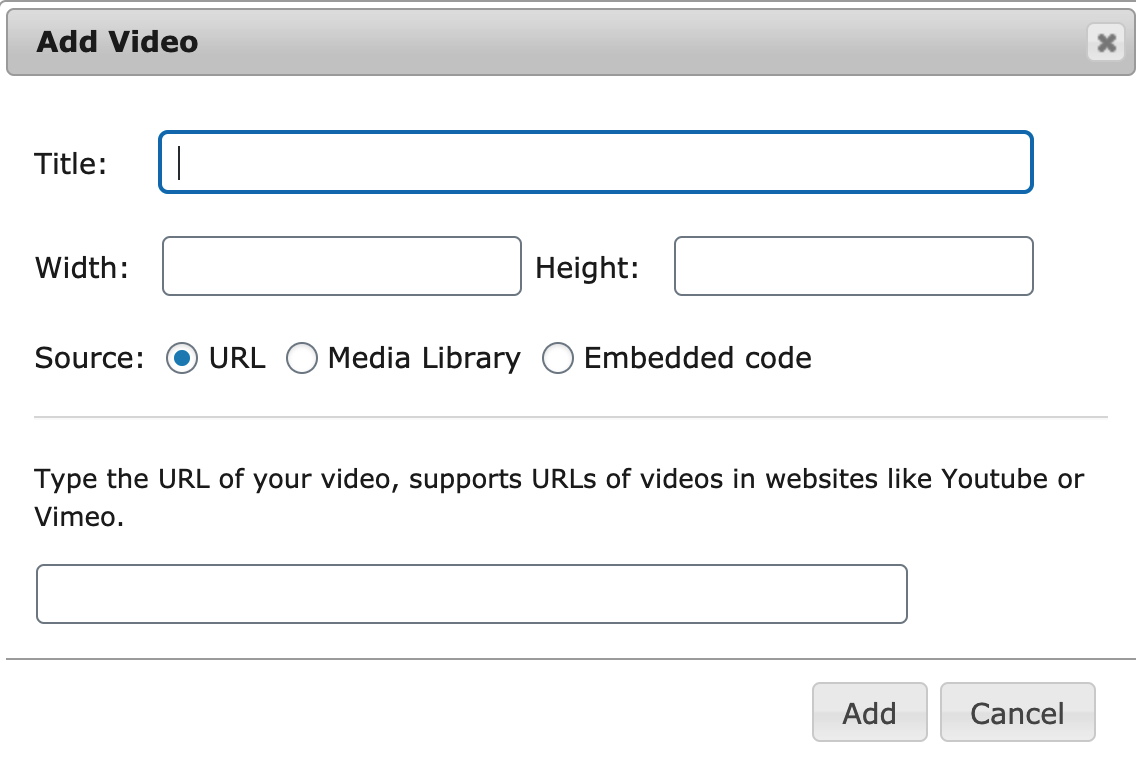 Add Video
Title:
Width: Height:
Source: URL Media Library Embedded code
Type the URL of your video, supports URLs of videos in websites like Youtube or
Vimeo.
Add Cancel